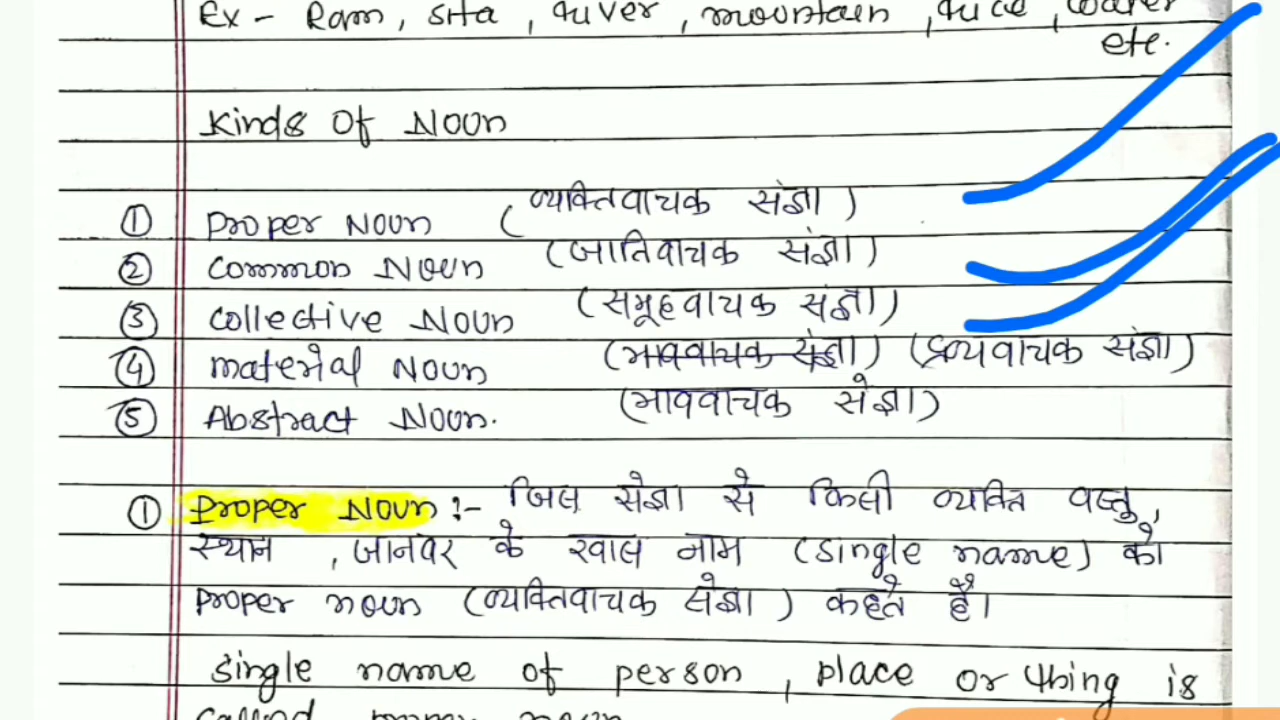 Ex - Ram, sita, river, mountain, rice, water
etc.
Kinds Of Noun
① Proper Noun (व्यक्तिवाचक संज्ञा)
② Common Noun (जातिवाचक संज्ञा)
③ Collective Noun (समूहवाचक संज्ञा)
④ Material Noun (भाववाचक संज्ञा) (द्रव्यवाचक संज्ञा)
⑤ Abstract Noun. (भाववाचक संज्ञा)
① Proper Noun :- जिस संज्ञा से किसी व्यक्ति वस्तु,
स्थान, जानवर के खास नाम (single name) को
proper noun (व्यक्तिवाचक संज्ञा) कहते है।
Single name of person, place or thing is
called proper noun